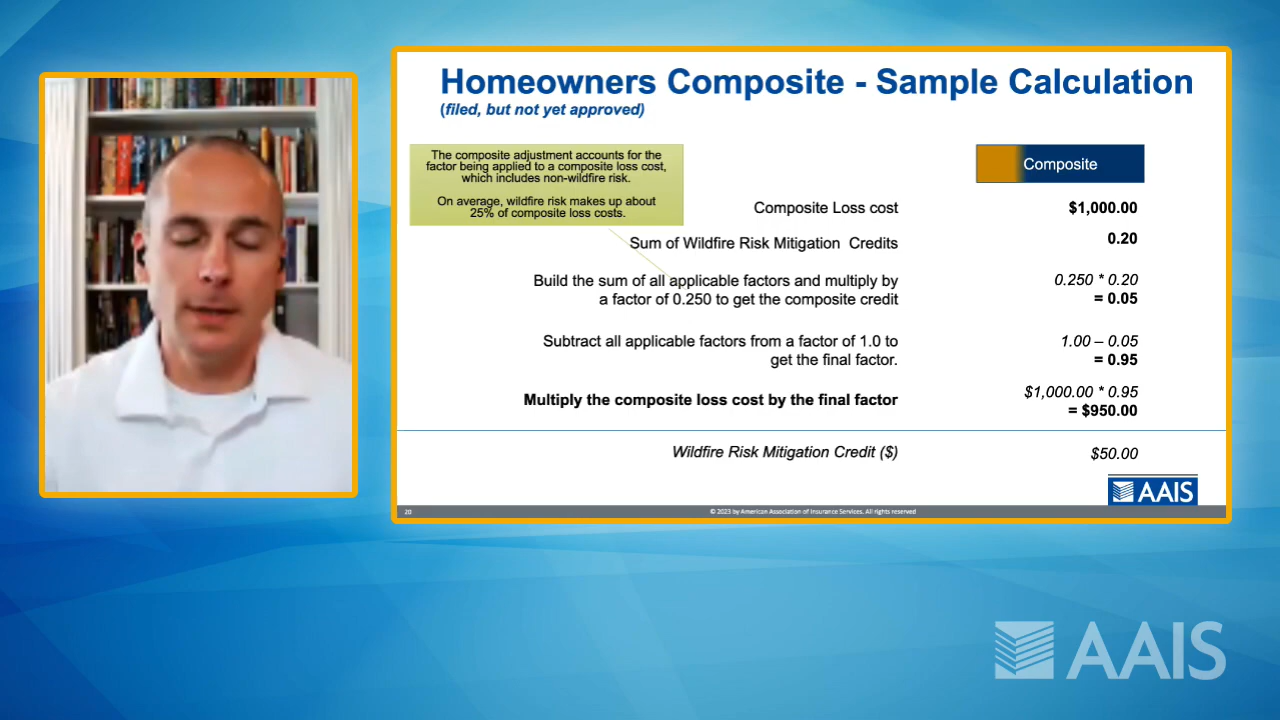 Homeowners Composite - Sample Calculation
(filed, but not yet approved)
The composite adjustment accounts for the
factor being applied to a composite loss cost,
which includes non-wildfire risk.
On average, wildfire risk makes up about
25% of composite loss costs.
Composite
Composite Loss cost
$1,000.00
Sum of Wildfire Risk Mitigation Credits
0.20
Build the sum of all applicable factors and multiply by
a factor of 0.250 to get the composite credit
0.250 * 0.20
= 0.05
Subtract all applicable factors from a factor of 1.0 to
get the final factor.
1.00 – 0.05
= 0.95
Multiply the composite loss cost by the final factor
$1,000.00 * 0.95
= $950.00
Wildfire Risk Mitigation Credit ($)
$50.00
AAIS
20
© 2023 by American Association of Insurance Services. All rights reserved
AAIS